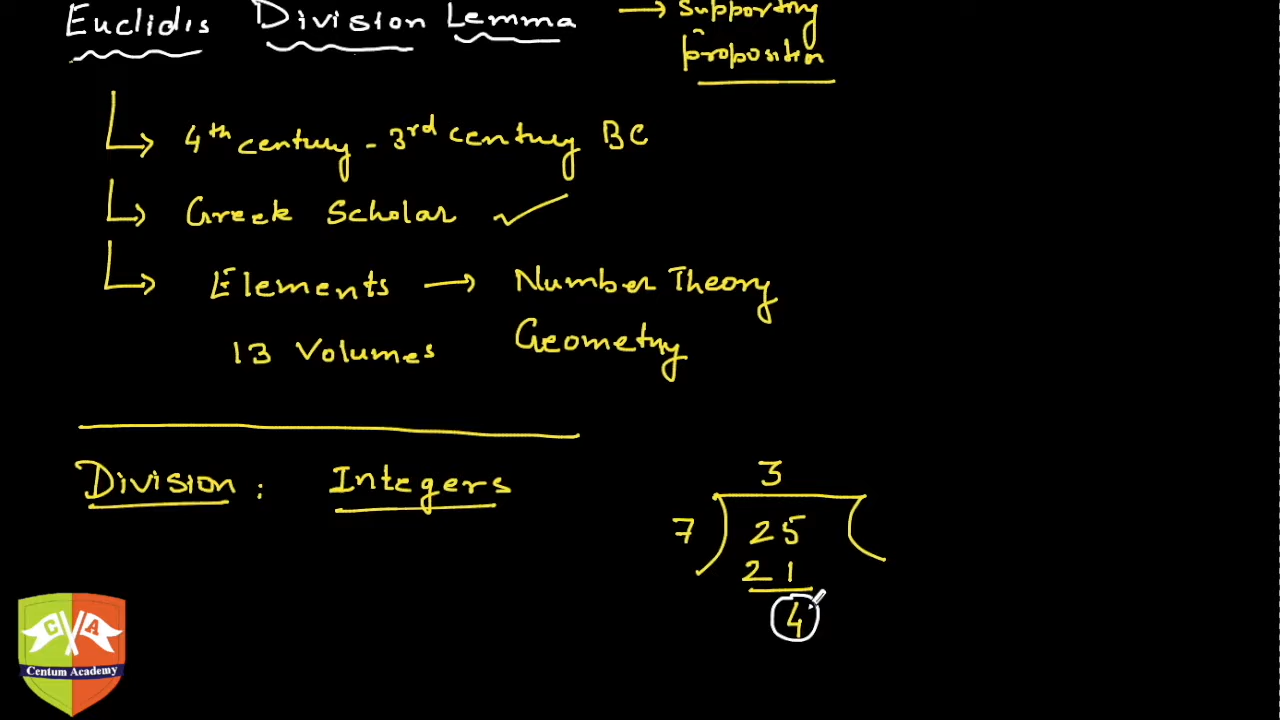 Euclid's Division Lemma → Supporting
proposition
4th century - 3rd century BC
Greek Scholar ✓
Elements → Number Theory
13 Volumes Geometry
Division : Integers
3
7 ) 25 (
21
4
CA
Centum Academy